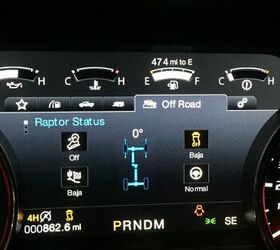 474 mi to E
C H C H E F
Off Road
Raptor Status
0°
Off Baja
Baja Normal
4H
000862.6 mi PRNDM SE